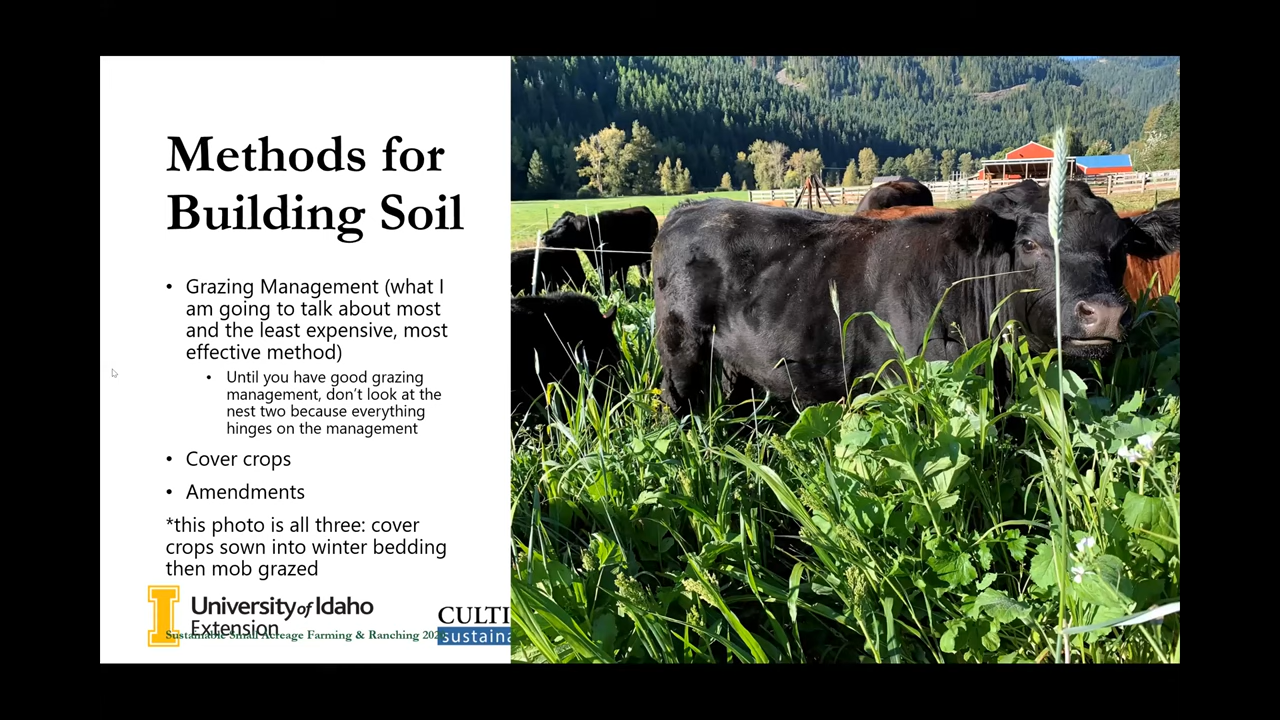 Methods for
Building Soil
• Grazing Management (what I
am going to talk about most
and the least expensive, most
effective method)
• Until you have good grazing
management, don't look at the
nest two because everything
hinges on the management
• Cover crops
• Amendments
*this photo is all three: cover
crops sown into winter bedding
then mob grazed
I
University of Idaho
Extension
Sustainable Small Acreage Farming & Ranching
CULTI
sustaina